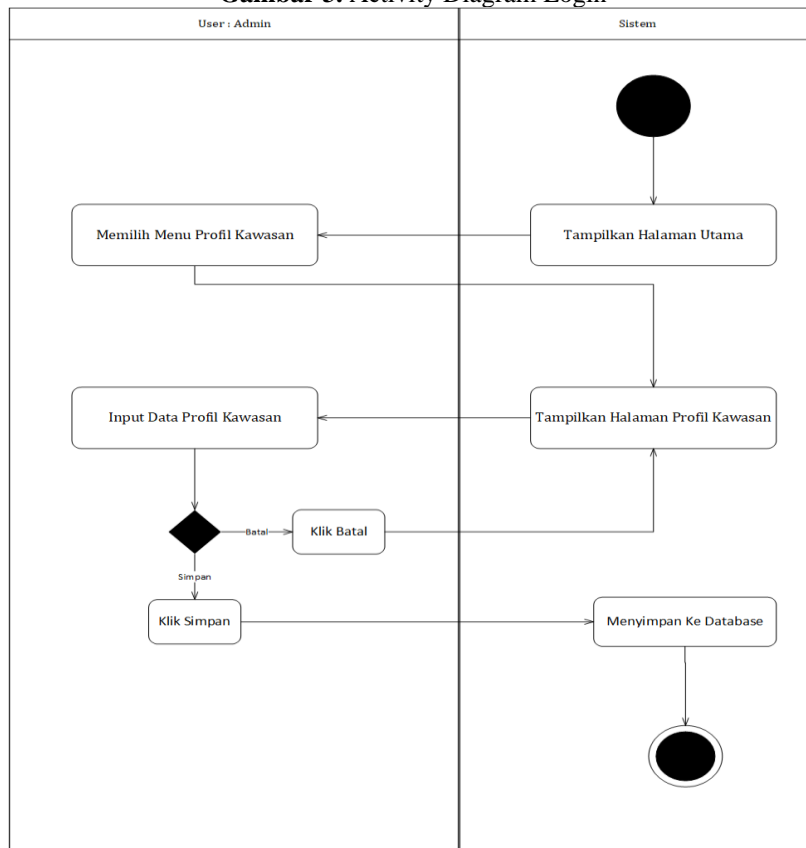 Gambar 3. Activity Diagram Login
User : Admin
Sistem
Tampilkan Halaman Utama
Memilih Menu Profil Kawasan
Tampilkan Halaman Profil Kawasan
Input Data Profil Kawasan
Batal
Klik Batal
Simpan
Klik Simpan
Menyimpan Ke Database